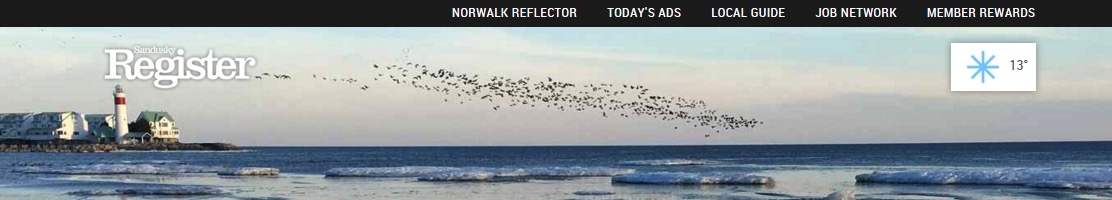 NORWALK REFLECTOR TODAY'S ADS LOCAL GUIDE JOB NETWORK MEMBER REWARDS
Sandusky
Register
13°